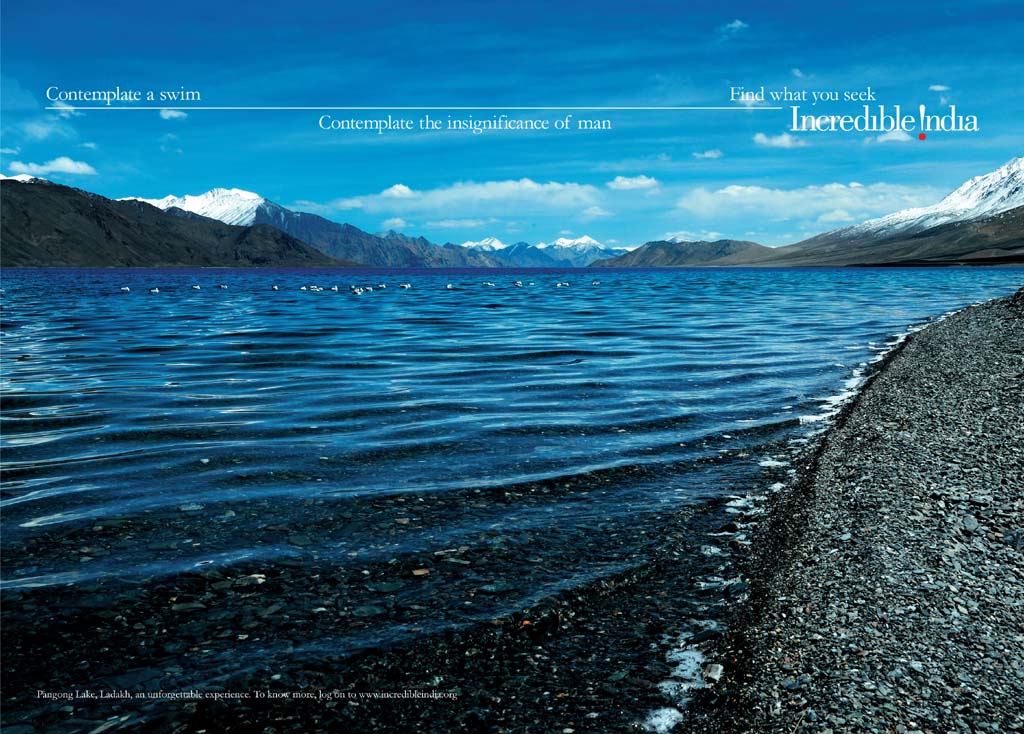 Contemplate a swim
Contemplate the insignificance of man
Find what you seek
Incredible !ndia
Pangong Lake, Ladakh, an unforgettable experience. To know more, log on to www.incredibleindia.org